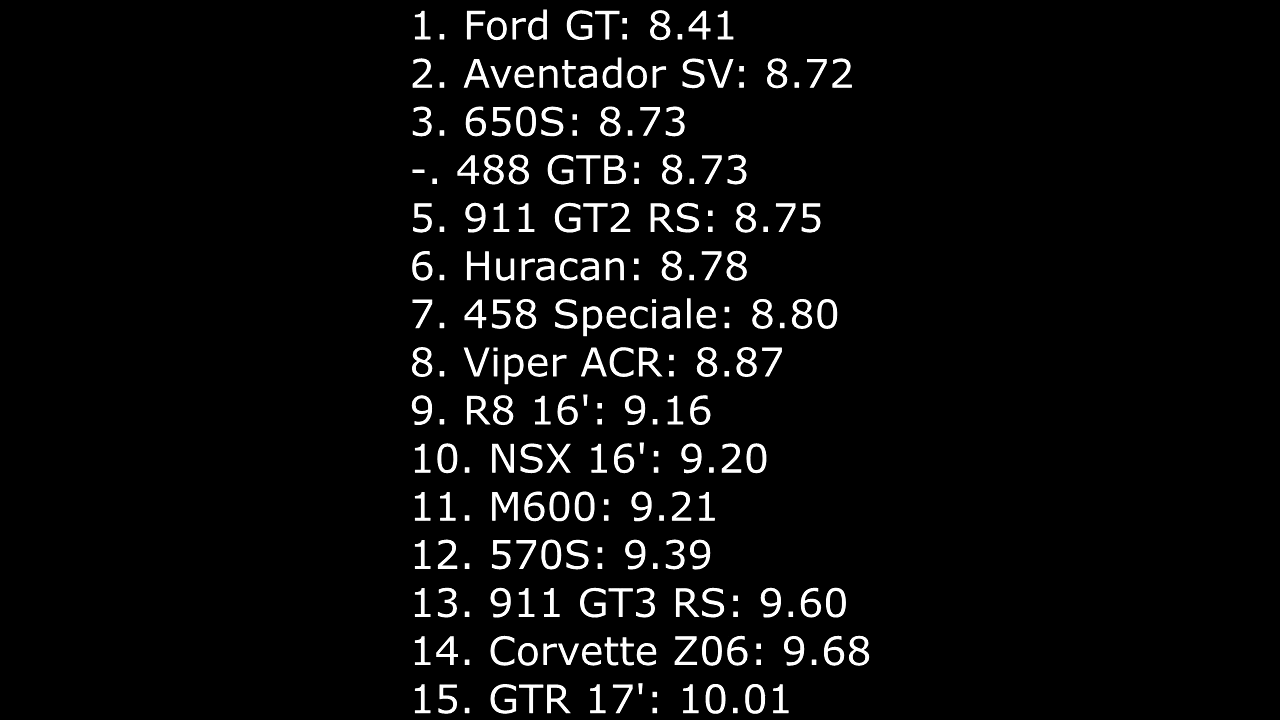 1. Ford GT: 8.41
2. Aventador SV: 8.72
3. 650S: 8.73
-. 488 GTB: 8.73
5. 911 GT2 RS: 8.75
6. Huracan: 8.78
7. 458 Speciale: 8.80
8. Viper ACR: 8.87
9. R8 16': 9.16
10. NSX 16': 9.20
11. M600: 9.21
12. 570S: 9.39
13. 911 GT3 RS: 9.60
14. Corvette Z06: 9.68
15. GTR 17': 10.01